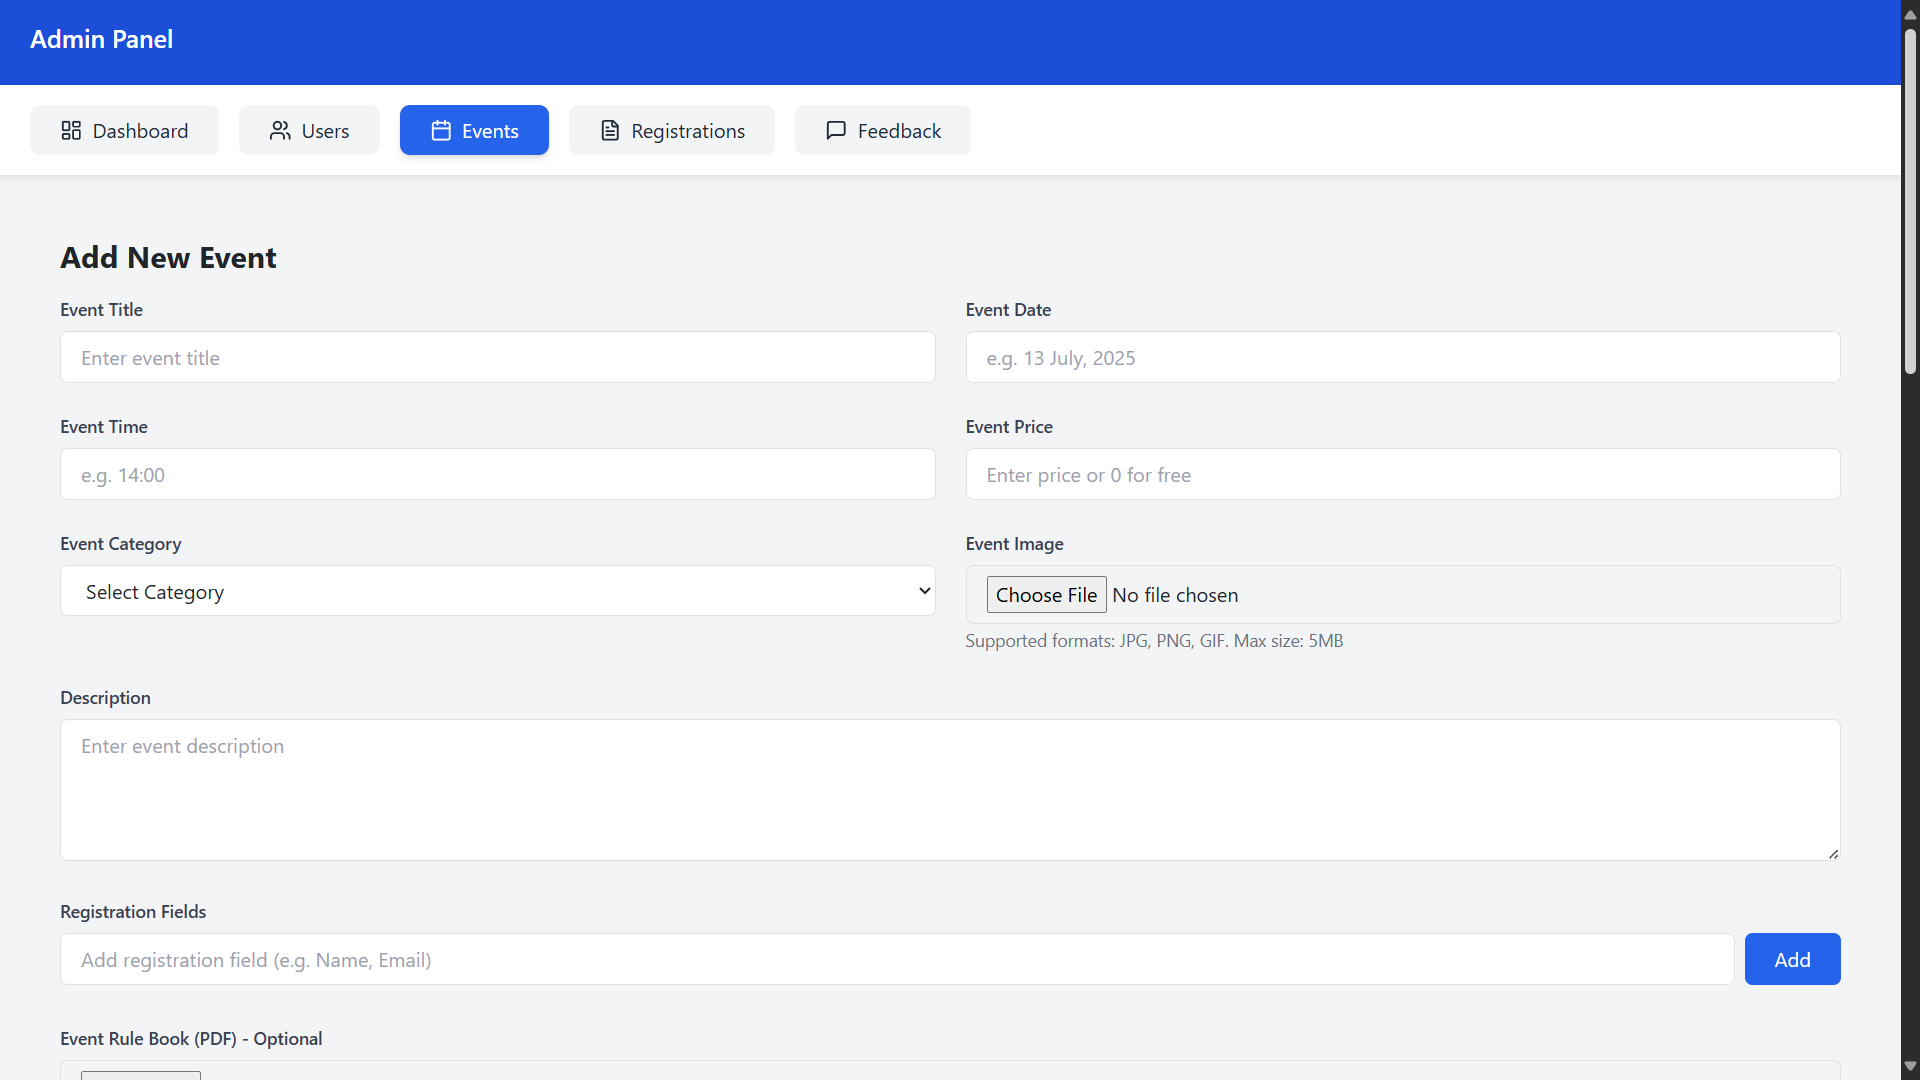 Admin Panel
Dashboard
Users
Events
Registrations
Feedback
Add New Event
Event Title
Event Date
Enter event title
e.g. 13 July, 2025
Event Time
Event Price
e.g. 14:00
Enter price or 0 for free
Event Category
Event Image
Select Category
Choose File No file chosen
Supported formats: JPG, PNG, GIF. Max size: 5MB
Description
Enter event description
Registration Fields
Add registration field (e.g. Name, Email)
Add
Event Rule Book (PDF) - Optional